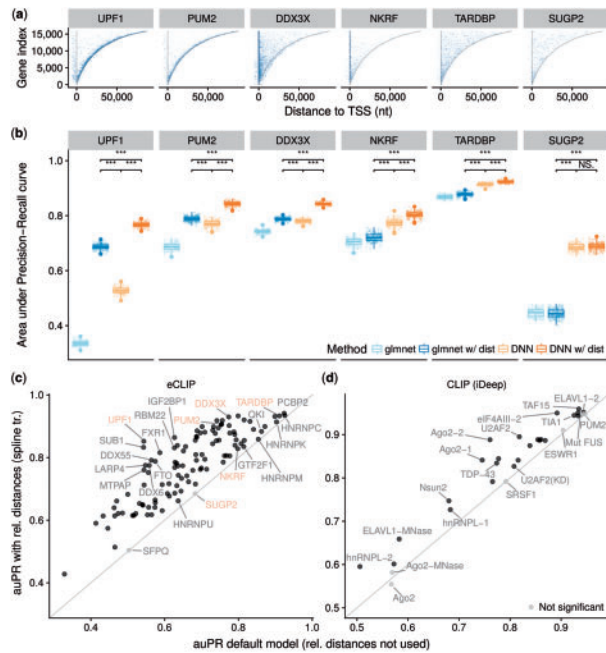 (a)
UPF1 PUM2 DDX3X NKRF TARDBP SUGP2
Gene index
15,000
10,000
5,000
0
0 50,000 0 50,000 0 50,000 0 50,000 0 50,000 0 50,000
Distance to TSS (nt)
(b)
UPF1 PUM2 DDX3X NKRF TARDBP SUGP2
*** *** *** *** *** ***
*** *** *** *** *** *** *** *** *** *** *** NS.
Area under Precision-Recall curve
1.0
0.8
0.6
0.4
Method glmnet glmnet w/ dist DNN DNN w/ dist
(c) eCLIP
auPR with rel. distances (spline tr.)
1.0
0.8
0.6
0.4
0.4 0.6 0.8 1.0
DDX3X
TARDBP
PCBP2
IGF2BP1
QKI
RBM22
PUM2
UPF1
HNRNPC
FXR1
SUB1
HNRNPK
DDX55
GTF2F1
LARP4
FTO
NKRF
HNRNPM
MTPAP
DDX6
SUGP2
HNRNPU
SFPQ
(d) CLIP (iDeep)
0.9
0.8
0.7
0.6
0.5
0.5 0.6 0.7 0.8 0.9
ELAVL1-2
TAF15
eIF4AIII-2
TIA1
PUM2
U2AF2
Mut FUS
Ago2-2
ESWR1
Ago2-1
TDP-43
U2AF2(KD)
SRSF1
Nsun2
hnRNPL-1
ELAVL1-MNase
hnRNPL-2
Ago2-MNase
Ago2
Not significant
auPR default model (rel. distances not used)